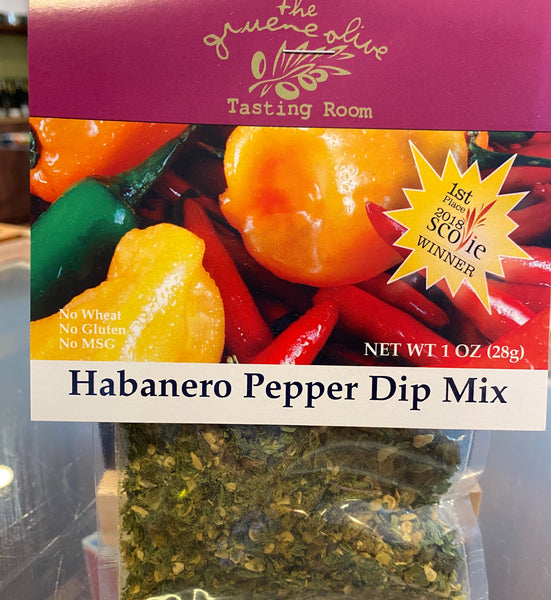 the
gruene olive
Tasting Room
1st
Place
2018
scovie
WINNER
No Wheat
No Gluten
No MSG
NET WT 1 OZ (28g)
Habanero Pepper Dip Mix